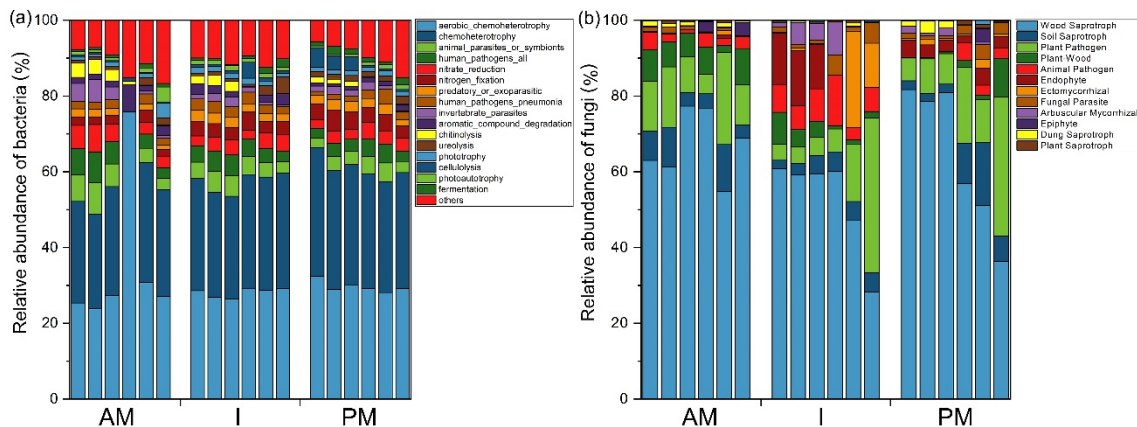 (a)
Relative abundance of bacteria (%)
100
80
60
40
20
0
AM
I
PM
aerobic_chemoheterotrophy
chemoheterotrophy
animal_parasites_or_symbionts
human_pathogens_all
nitrate_reduction
nitrogen_fixation
predatory_or_exoparasitic
human_pathogens_pneumonia
invertebrate_parasites
aromatic_compound_degradation
chitinolysis
ureolysis
phototrophy
cellulolysis
photoautotrophy
fermentation
others
(b)
Relative abundance of fungi (%)
100
80
60
40
20
0
AM
I
PM
Wood Saprotroph
Soil Saprotroph
Plant Pathogen
Plant-Wood
Animal Pathogen
Endophyte
Ectomycorrhizal
Fungal Parasite
Arbuscular Mycorrhizal
Epiphyte
Dung Saprotroph
Plant Saprotroph